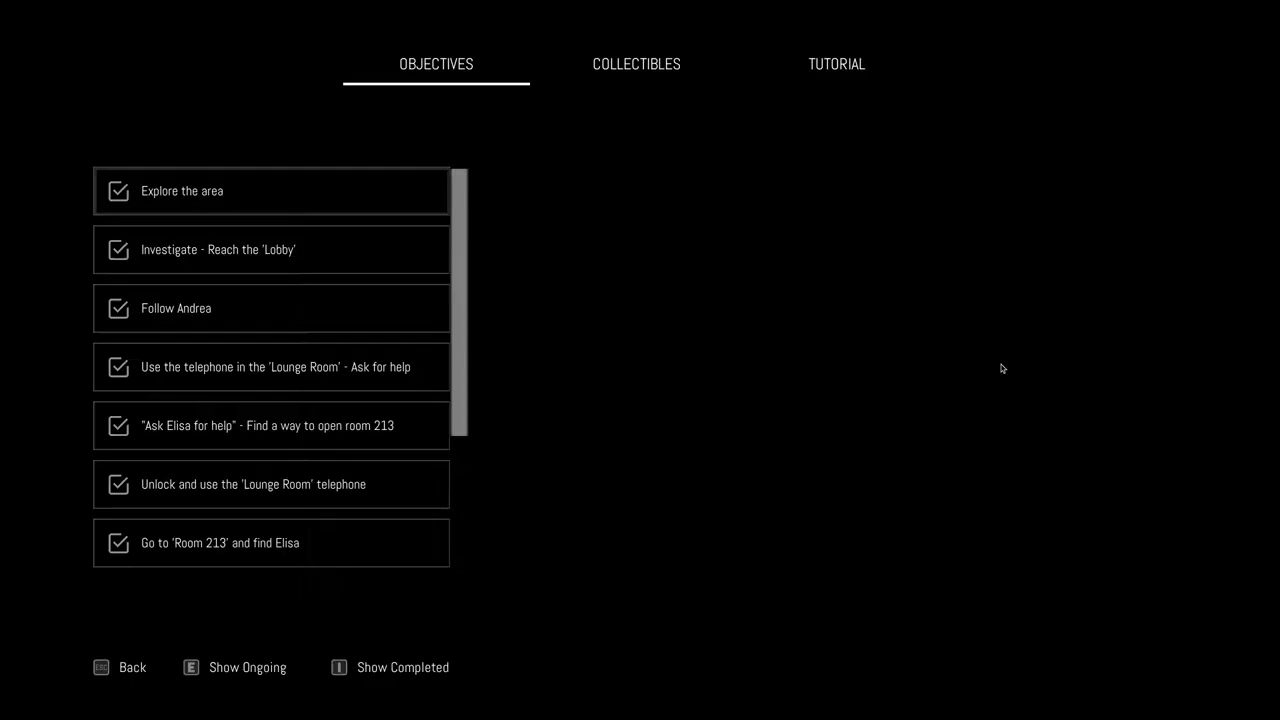 OBJECTIVES
COLLECTIBLES
TUTORIAL
Explore the area
Investigate - Reach the 'Lobby'
Follow Andrea
Use the telephone in the 'Lounge Room' - Ask for help
"Ask Elisa for help" - Find a way to open room 213
Unlock and use the 'Lounge Room' telephone
Go to 'Room 213' and find Elisa
ESC Back
E Show Ongoing
I Show Completed